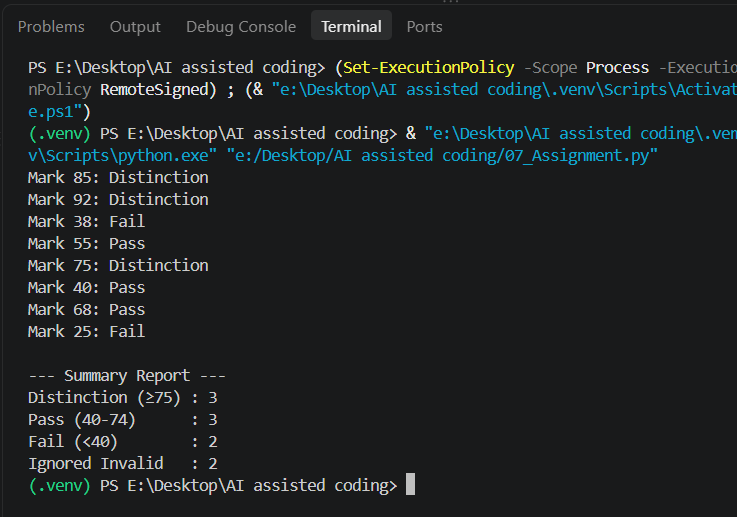 Problems Output Debug Console Terminal Ports
PS E:\Desktop\AI assisted coding> (Set-ExecutionPolicy -Scope Process -Executio
nPolicy RemoteSigned) ; (& "e:\Desktop\AI assisted coding\.venv\Scripts\Activat
e.ps1")
(.venv) PS E:\Desktop\AI assisted coding> & "e:\Desktop\AI assisted coding\.ven
v\Scripts\python.exe" "e:/Desktop/AI assisted coding/07_Assignment.py"
Mark 85: Distinction
Mark 92: Distinction
Mark 38: Fail
Mark 55: Pass
Mark 75: Distinction
Mark 40: Pass
Mark 68: Pass
Mark 25: Fail
--- Summary Report ---
Distinction (≥75) : 3
Pass (40-74)      : 3
Fail (<40)        : 2
Ignored Invalid   : 2
(.venv) PS E:\Desktop\AI assisted coding>